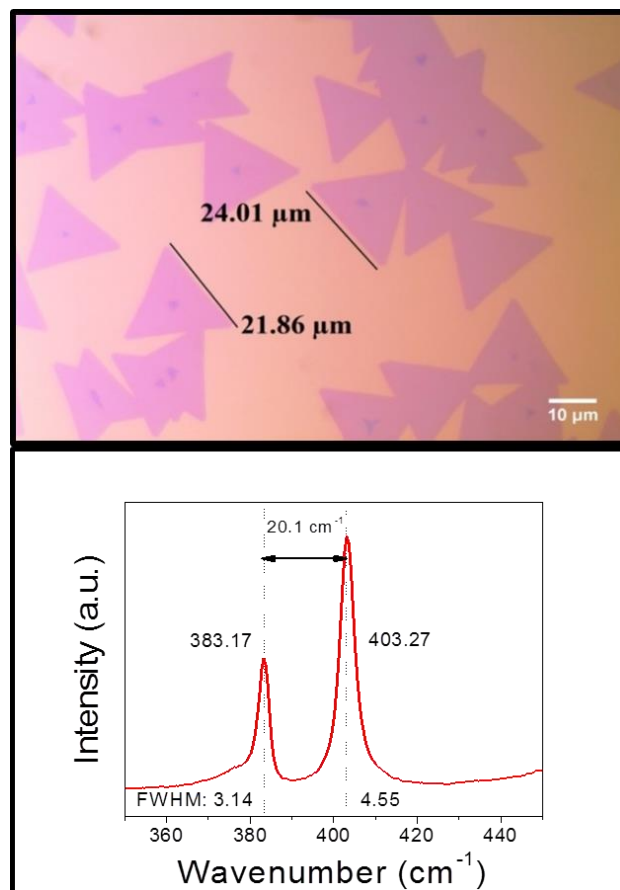 24.01 µm
21.86 µm
10 µm
20.1 cm⁻¹
383.17
403.27
Intensity (a.u.)
FWHM: 3.14
4.55
360
380
400
420
440
Wavenumber (cm⁻¹)